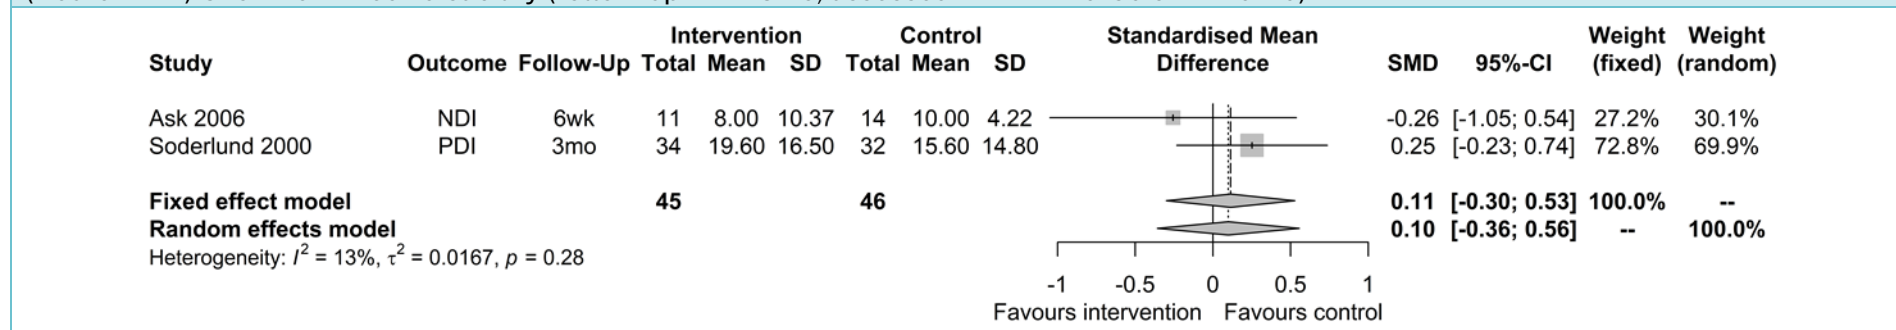 Intervention Control Standardised Mean Weight Weight
Study Outcome Follow-Up Total Mean SD Total Mean SD Difference SMD 95%-CI (fixed) (random)
Ask 2006 NDI 6wk 11 8.00 10.37 14 10.00 4.22 -0.26 [-1.05; 0.54] 27.2% 30.1%
Soderlund 2000 PDI 3mo 34 19.60 16.50 32 15.60 14.80 0.25 [-0.23; 0.74] 72.8% 69.9%
Fixed effect model 45 46 0.11 [-0.30; 0.53] 100.0% --
Random effects model 0.10 [-0.36; 0.56] -- 100.0%
Heterogeneity: I² = 13%, τ² = 0.0167, p = 0.28
-1 -0.5 0 0.5 1
Favours intervention Favours control